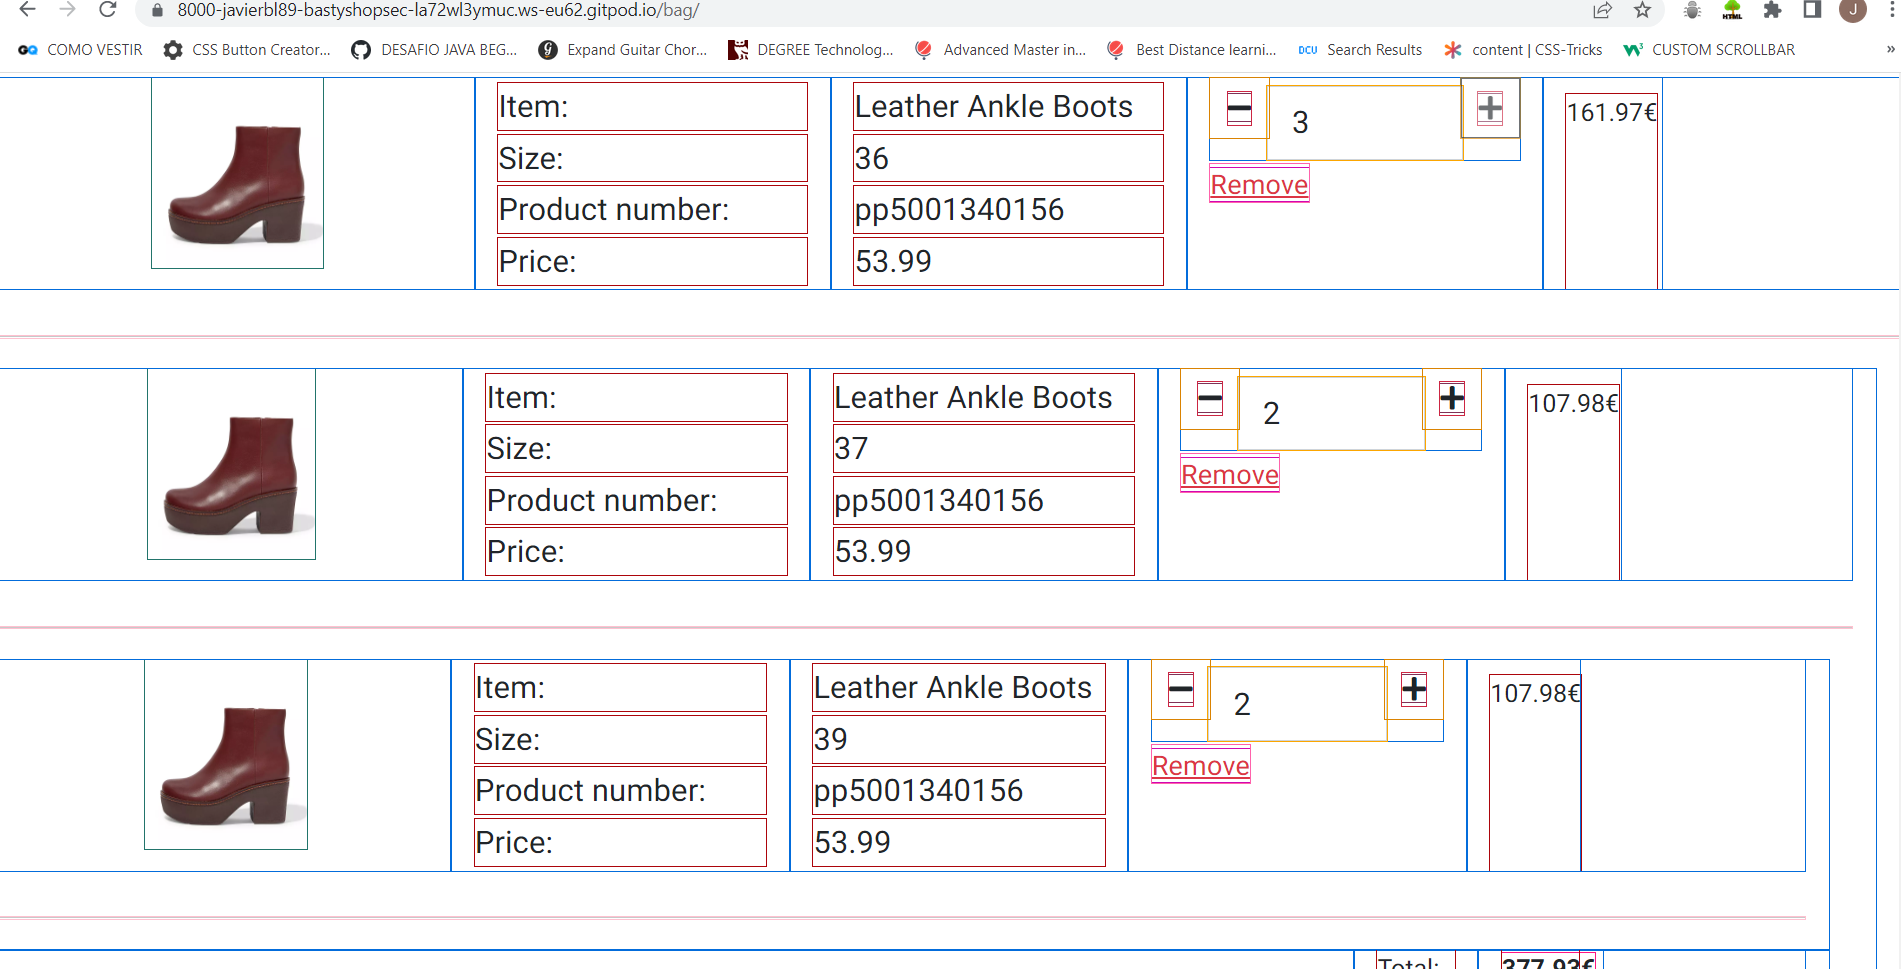 8000-javierbl89-bastyshopsec-la72wl3ymuc.ws-eu62.gitpod.io/bag/
J
COMO VESTIR
CSS Button Creator...
DESAFIO JAVA BEG...
Expand Guitar Chor...
DEGREE Technolog...
Advanced Master in...
Best Distance learni...
DCU Search Results
content | CSS-Tricks
CUSTOM SCROLLBAR
»
Item: Leather Ankle Boots
3
161.97€
Size: 36
Remove
Product number: pp5001340156
Price: 53.99
Item: Leather Ankle Boots
2
107.98€
Size: 37
Remove
Product number: pp5001340156
Price: 53.99
Item: Leather Ankle Boots
2
107.98€
Size: 39
Remove
Product number: pp5001340156
Price: 53.99
Total: 377.93€